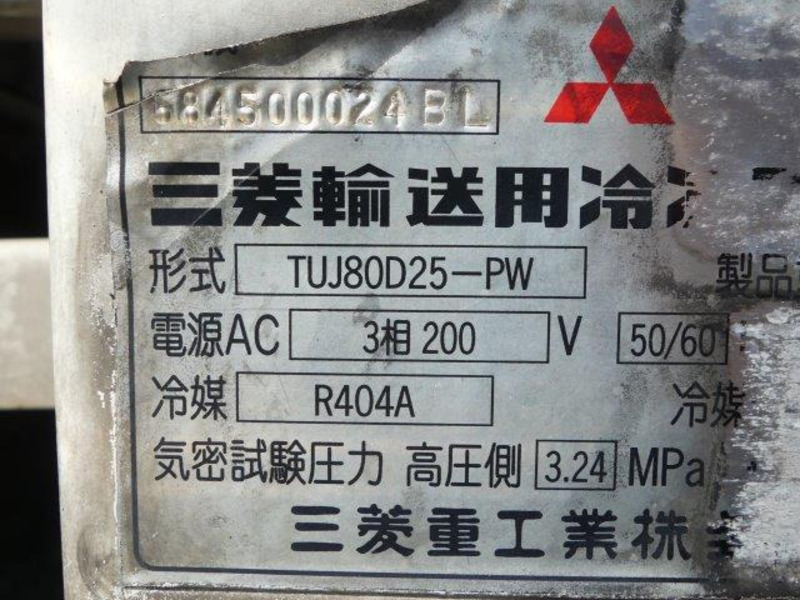 584500024BL
三菱輸送用冷
形式 TUJ80D25-PW 製品
電源AC 3相 200 V 50/60
冷媒 R404A 冷媒
気密試験圧力 高圧側 3.24 MPa
三菱重工業株